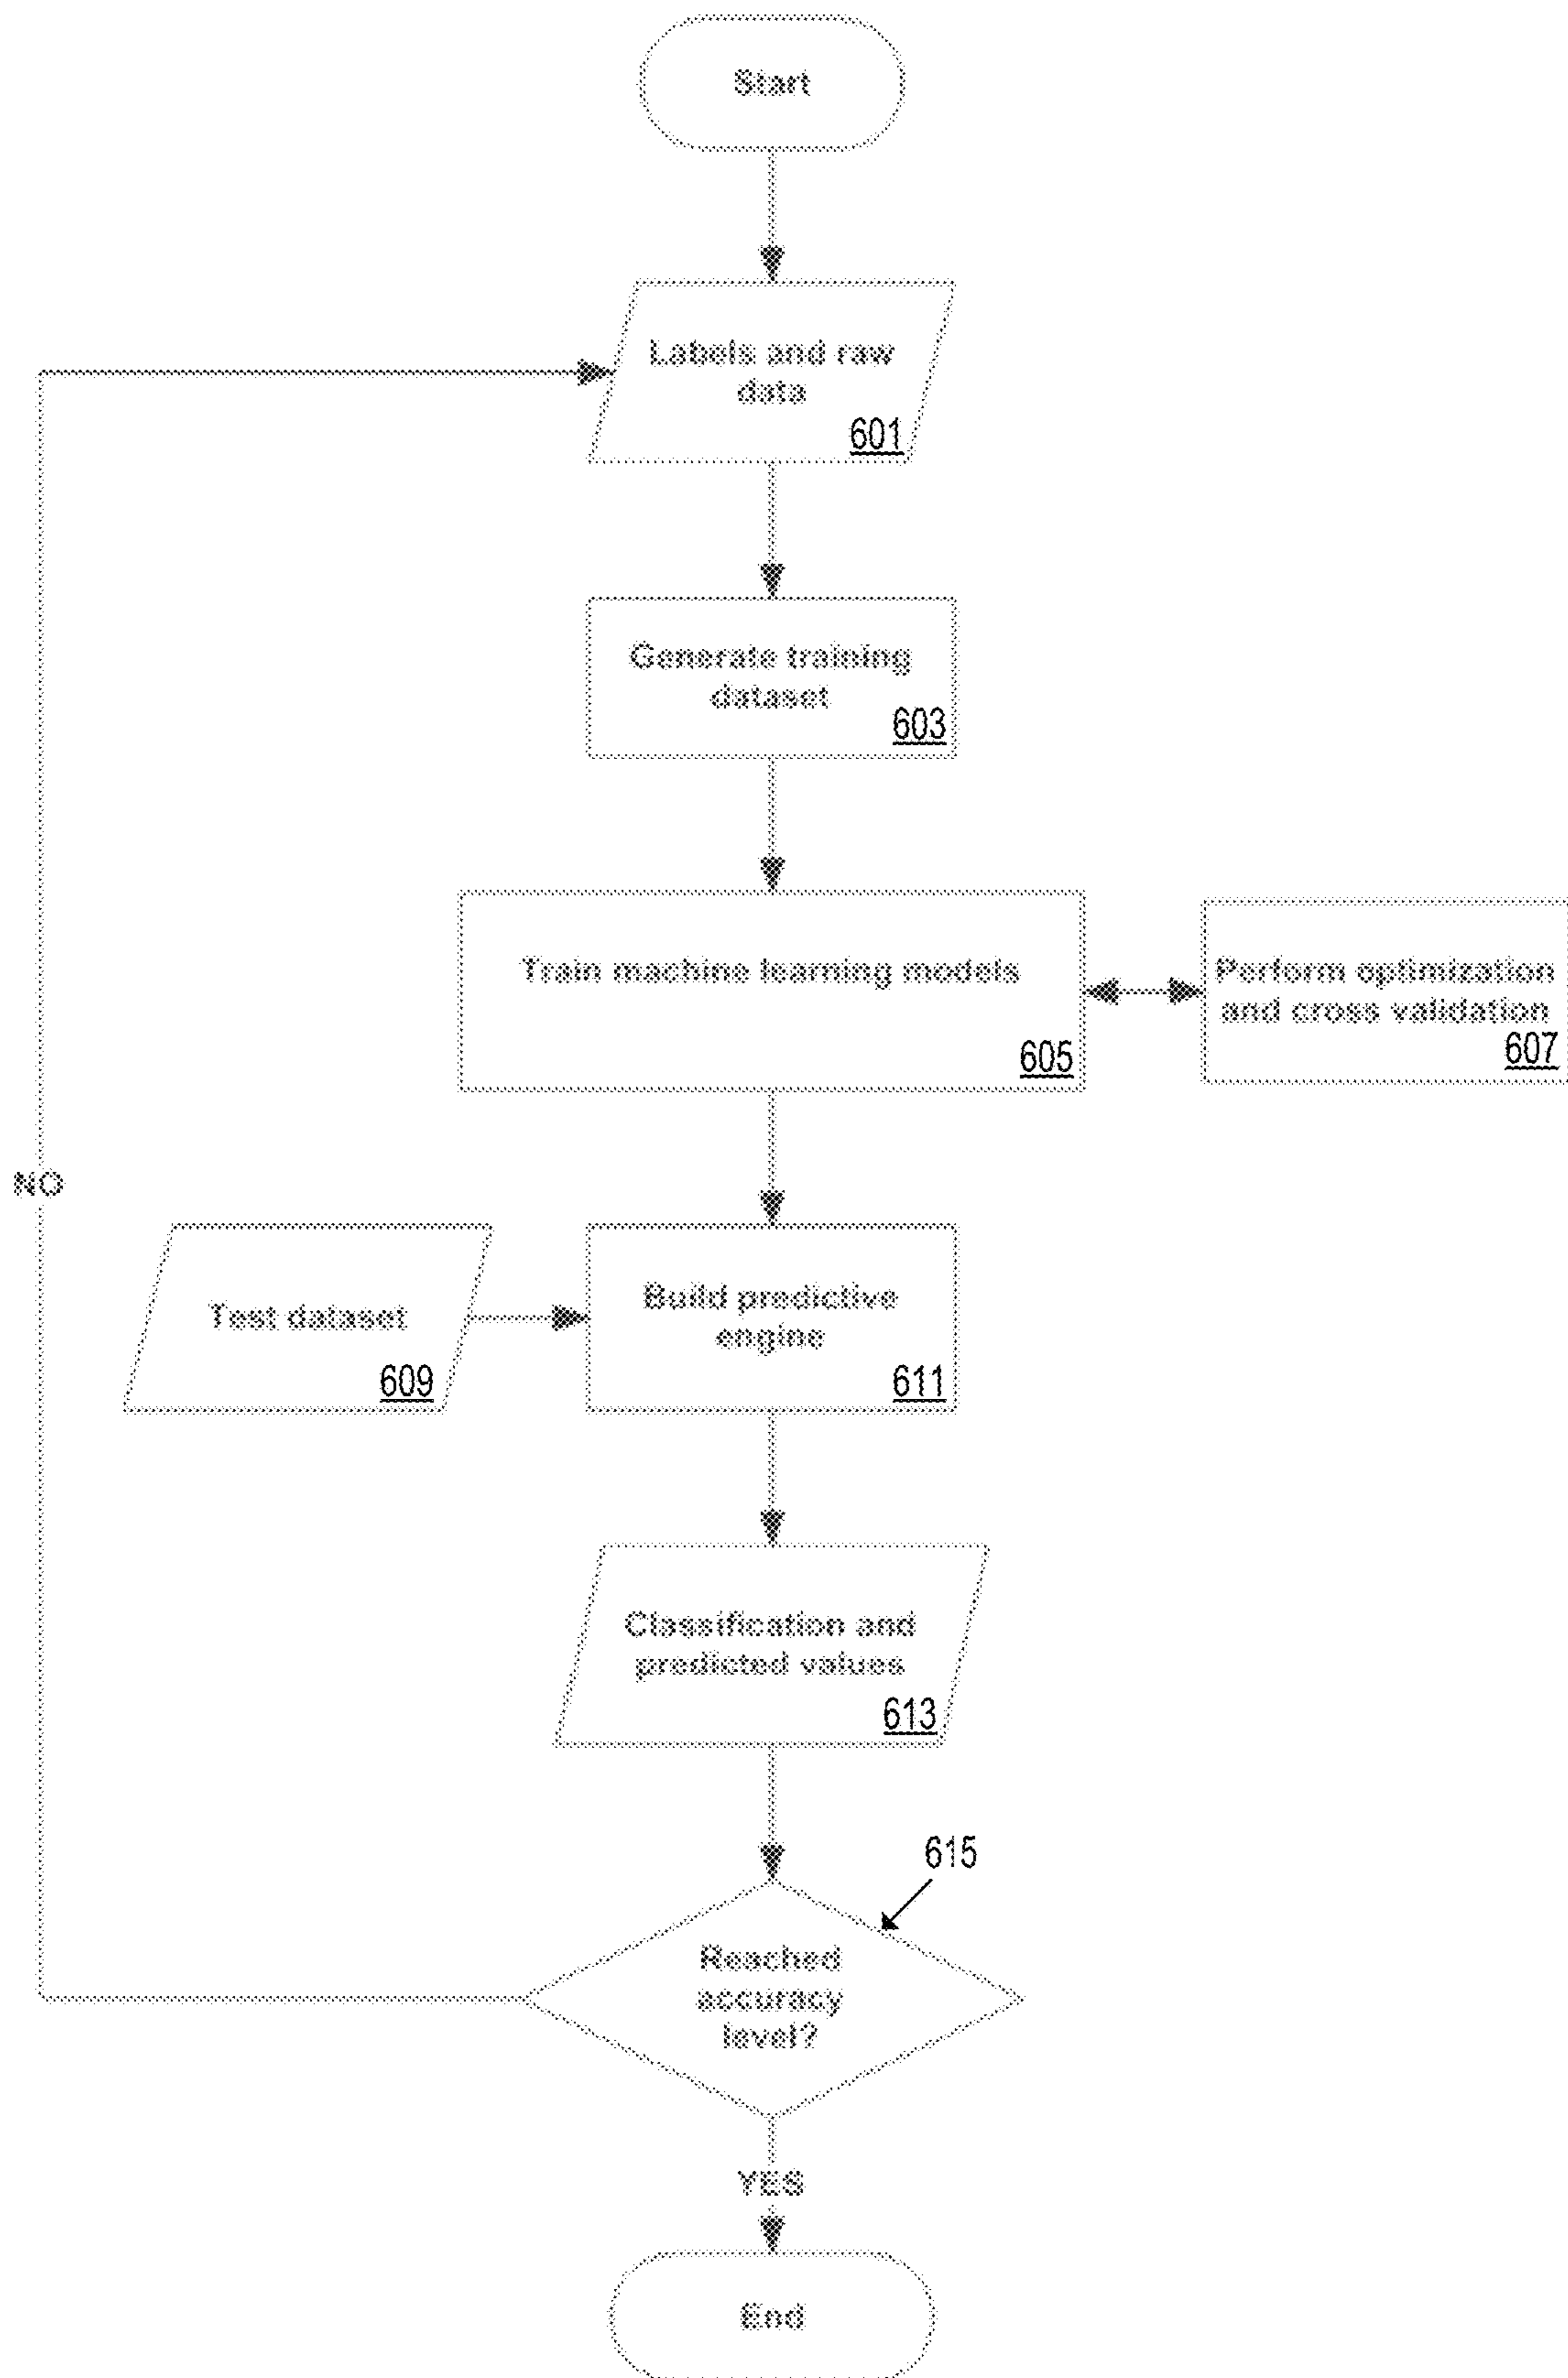 Start
Labels and raw
data
601
Generate training
dataset
603
Train machine learning models
605
Perform optimization
and cross validation
607
NO
Test dataset
609
Build predictive
engine
611
Classification and
predicted values
613
615
Reached
accuracy
level?
YES
End